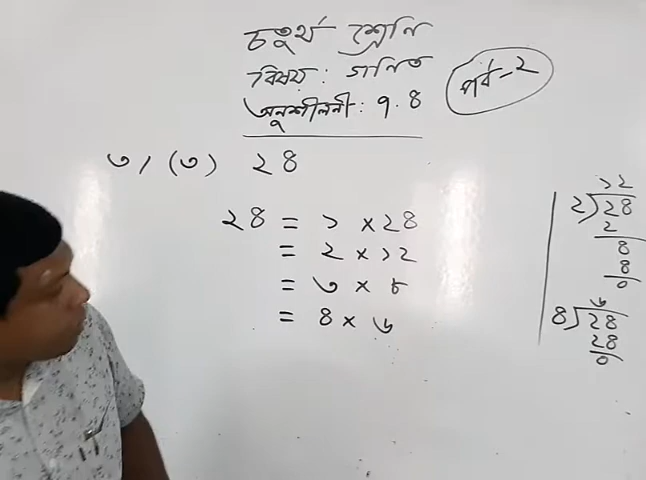 চতুর্থ শ্রেনি
বিষয় : গনিত
অনুশীলনী : ৭.৪
পর্ব-২
৩/ (৩) ২৪
২৪ = ১ × ২৪
= ২ × ১২
= ৩ × ৮
= ৪ × ৬
১২
২)২৪
২
৪
৪
০
৬
৪)২৪
২৪
০